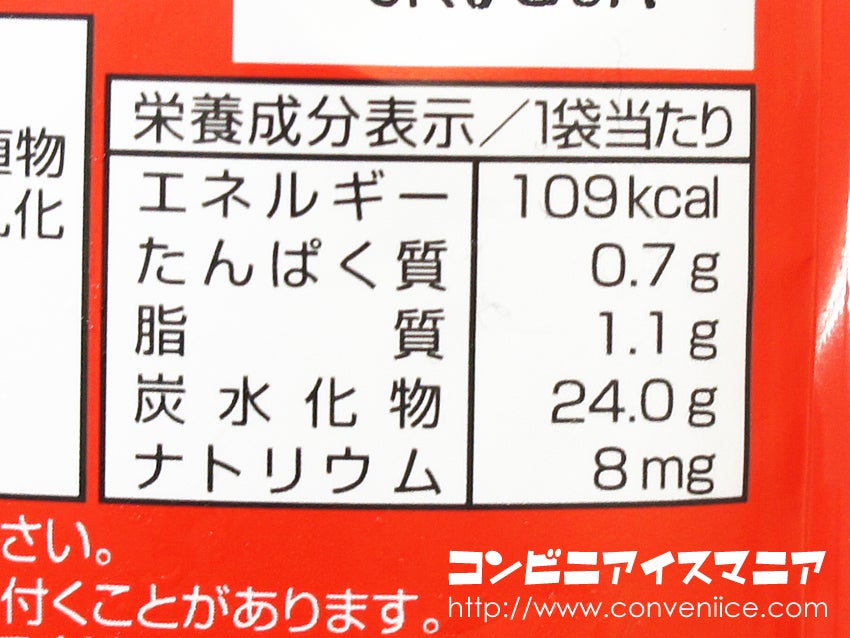 栄養成分表示／1袋当たり
エネルギー 109kcal
たんぱく質 0.7g
脂質 1.1g
炭水化物 24.0g
ナトリウム 8mg
植物
乳化
さい。
付くことがあります。
コンビニアイスマニア
http://www.conveniice.com